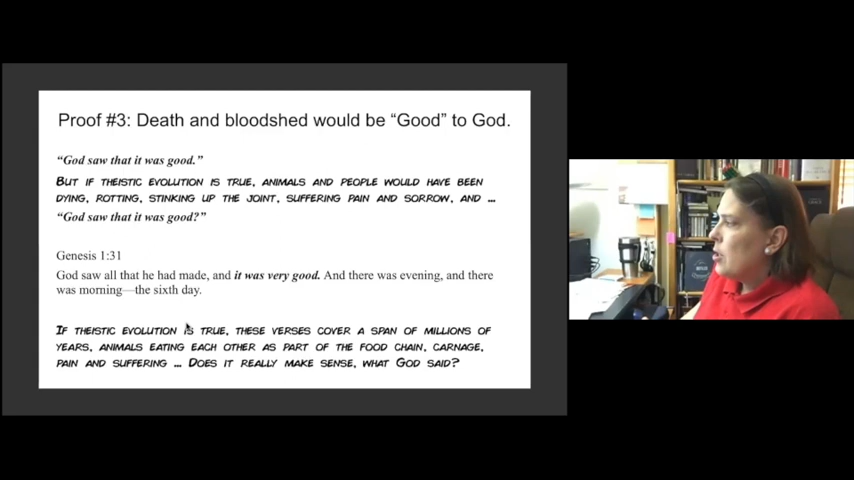 Proof #3: Death and bloodshed would be “Good” to God.
“God saw that it was good.”
But if theistic evolution is true, animals and people would have been
dying, rotting, stinking up the joint, suffering pain and sorrow, and ...
“God saw that it was good?”
Genesis 1:31
God saw all that he had made, and it was very good. And there was evening, and there
was morning—the sixth day.
If theistic evolution is true, these verses cover a span of millions of
years, animals eating each other as part of the food chain, carnage,
pain and suffering ... Does it really make sense, what God said?